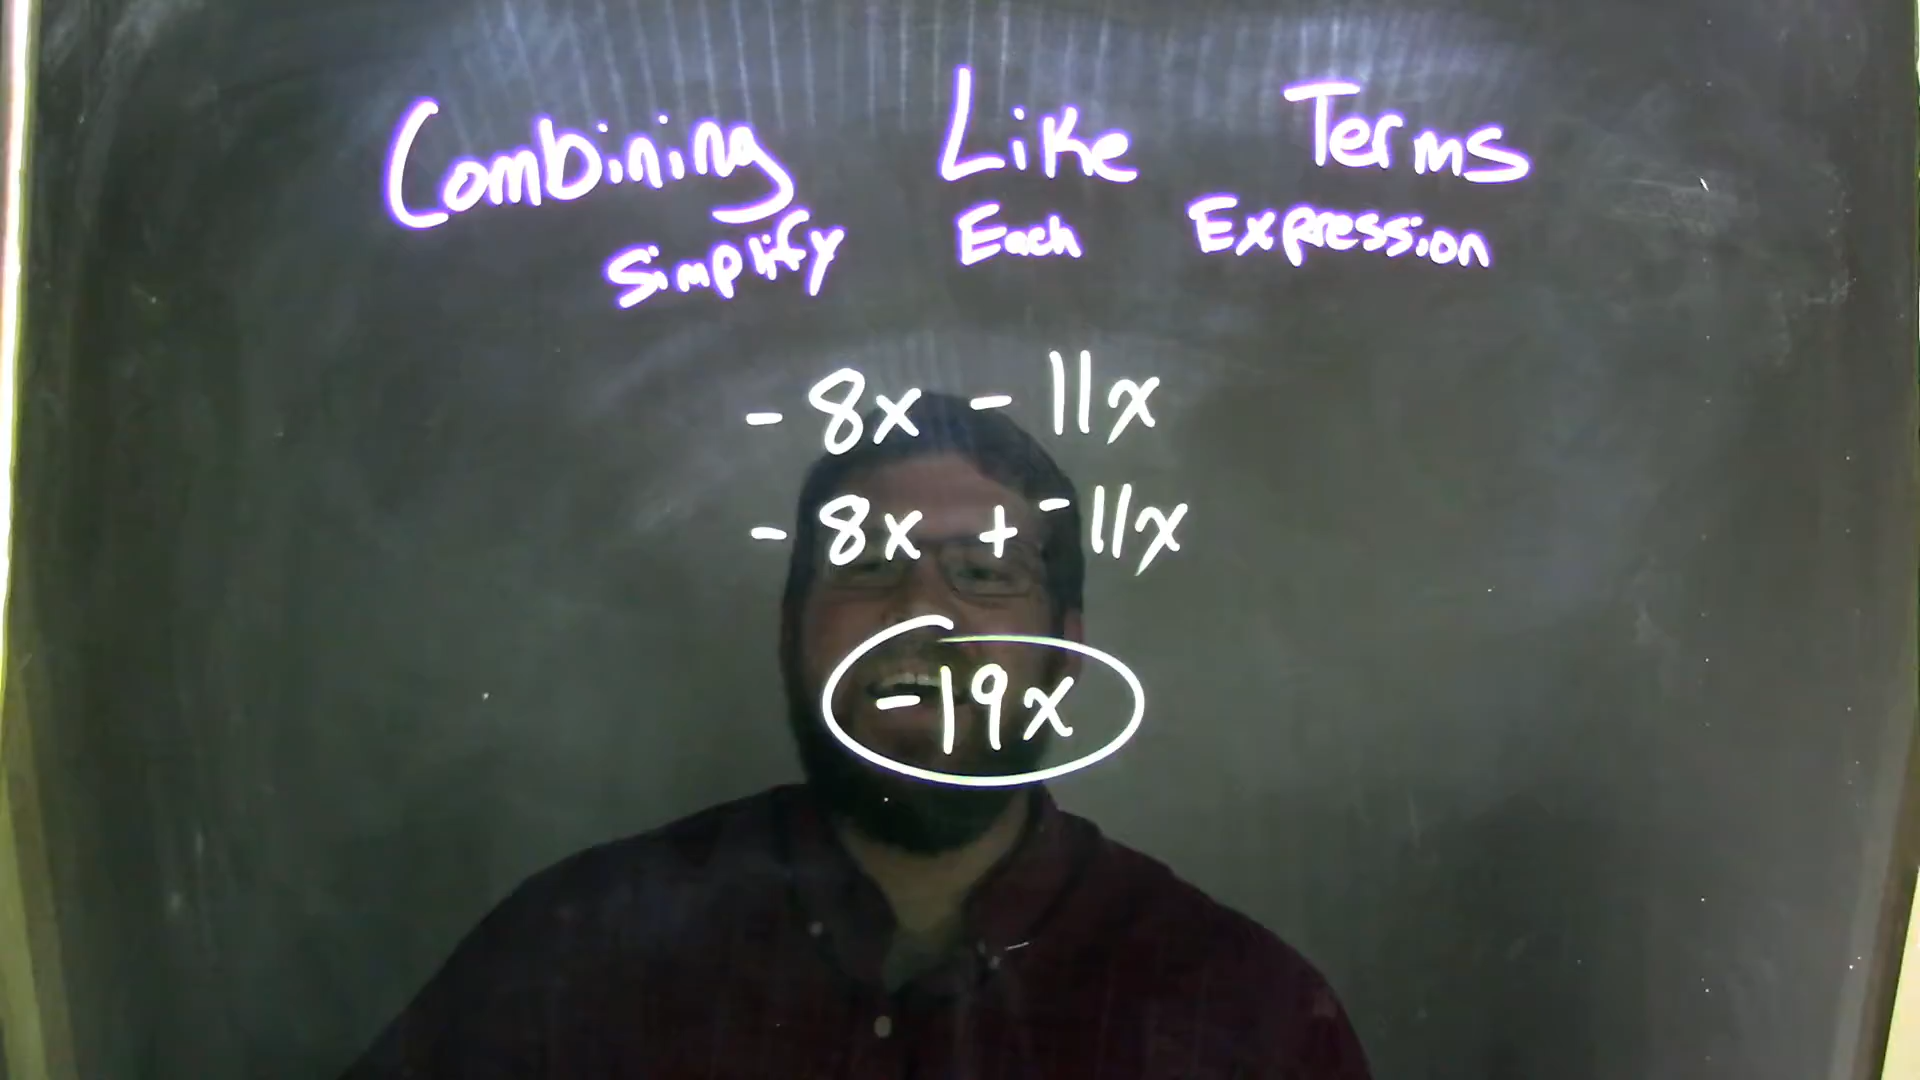 Combining Like Terms
Simplify Each Expression
- 8x - 11x
- 8x + -11x
-19x